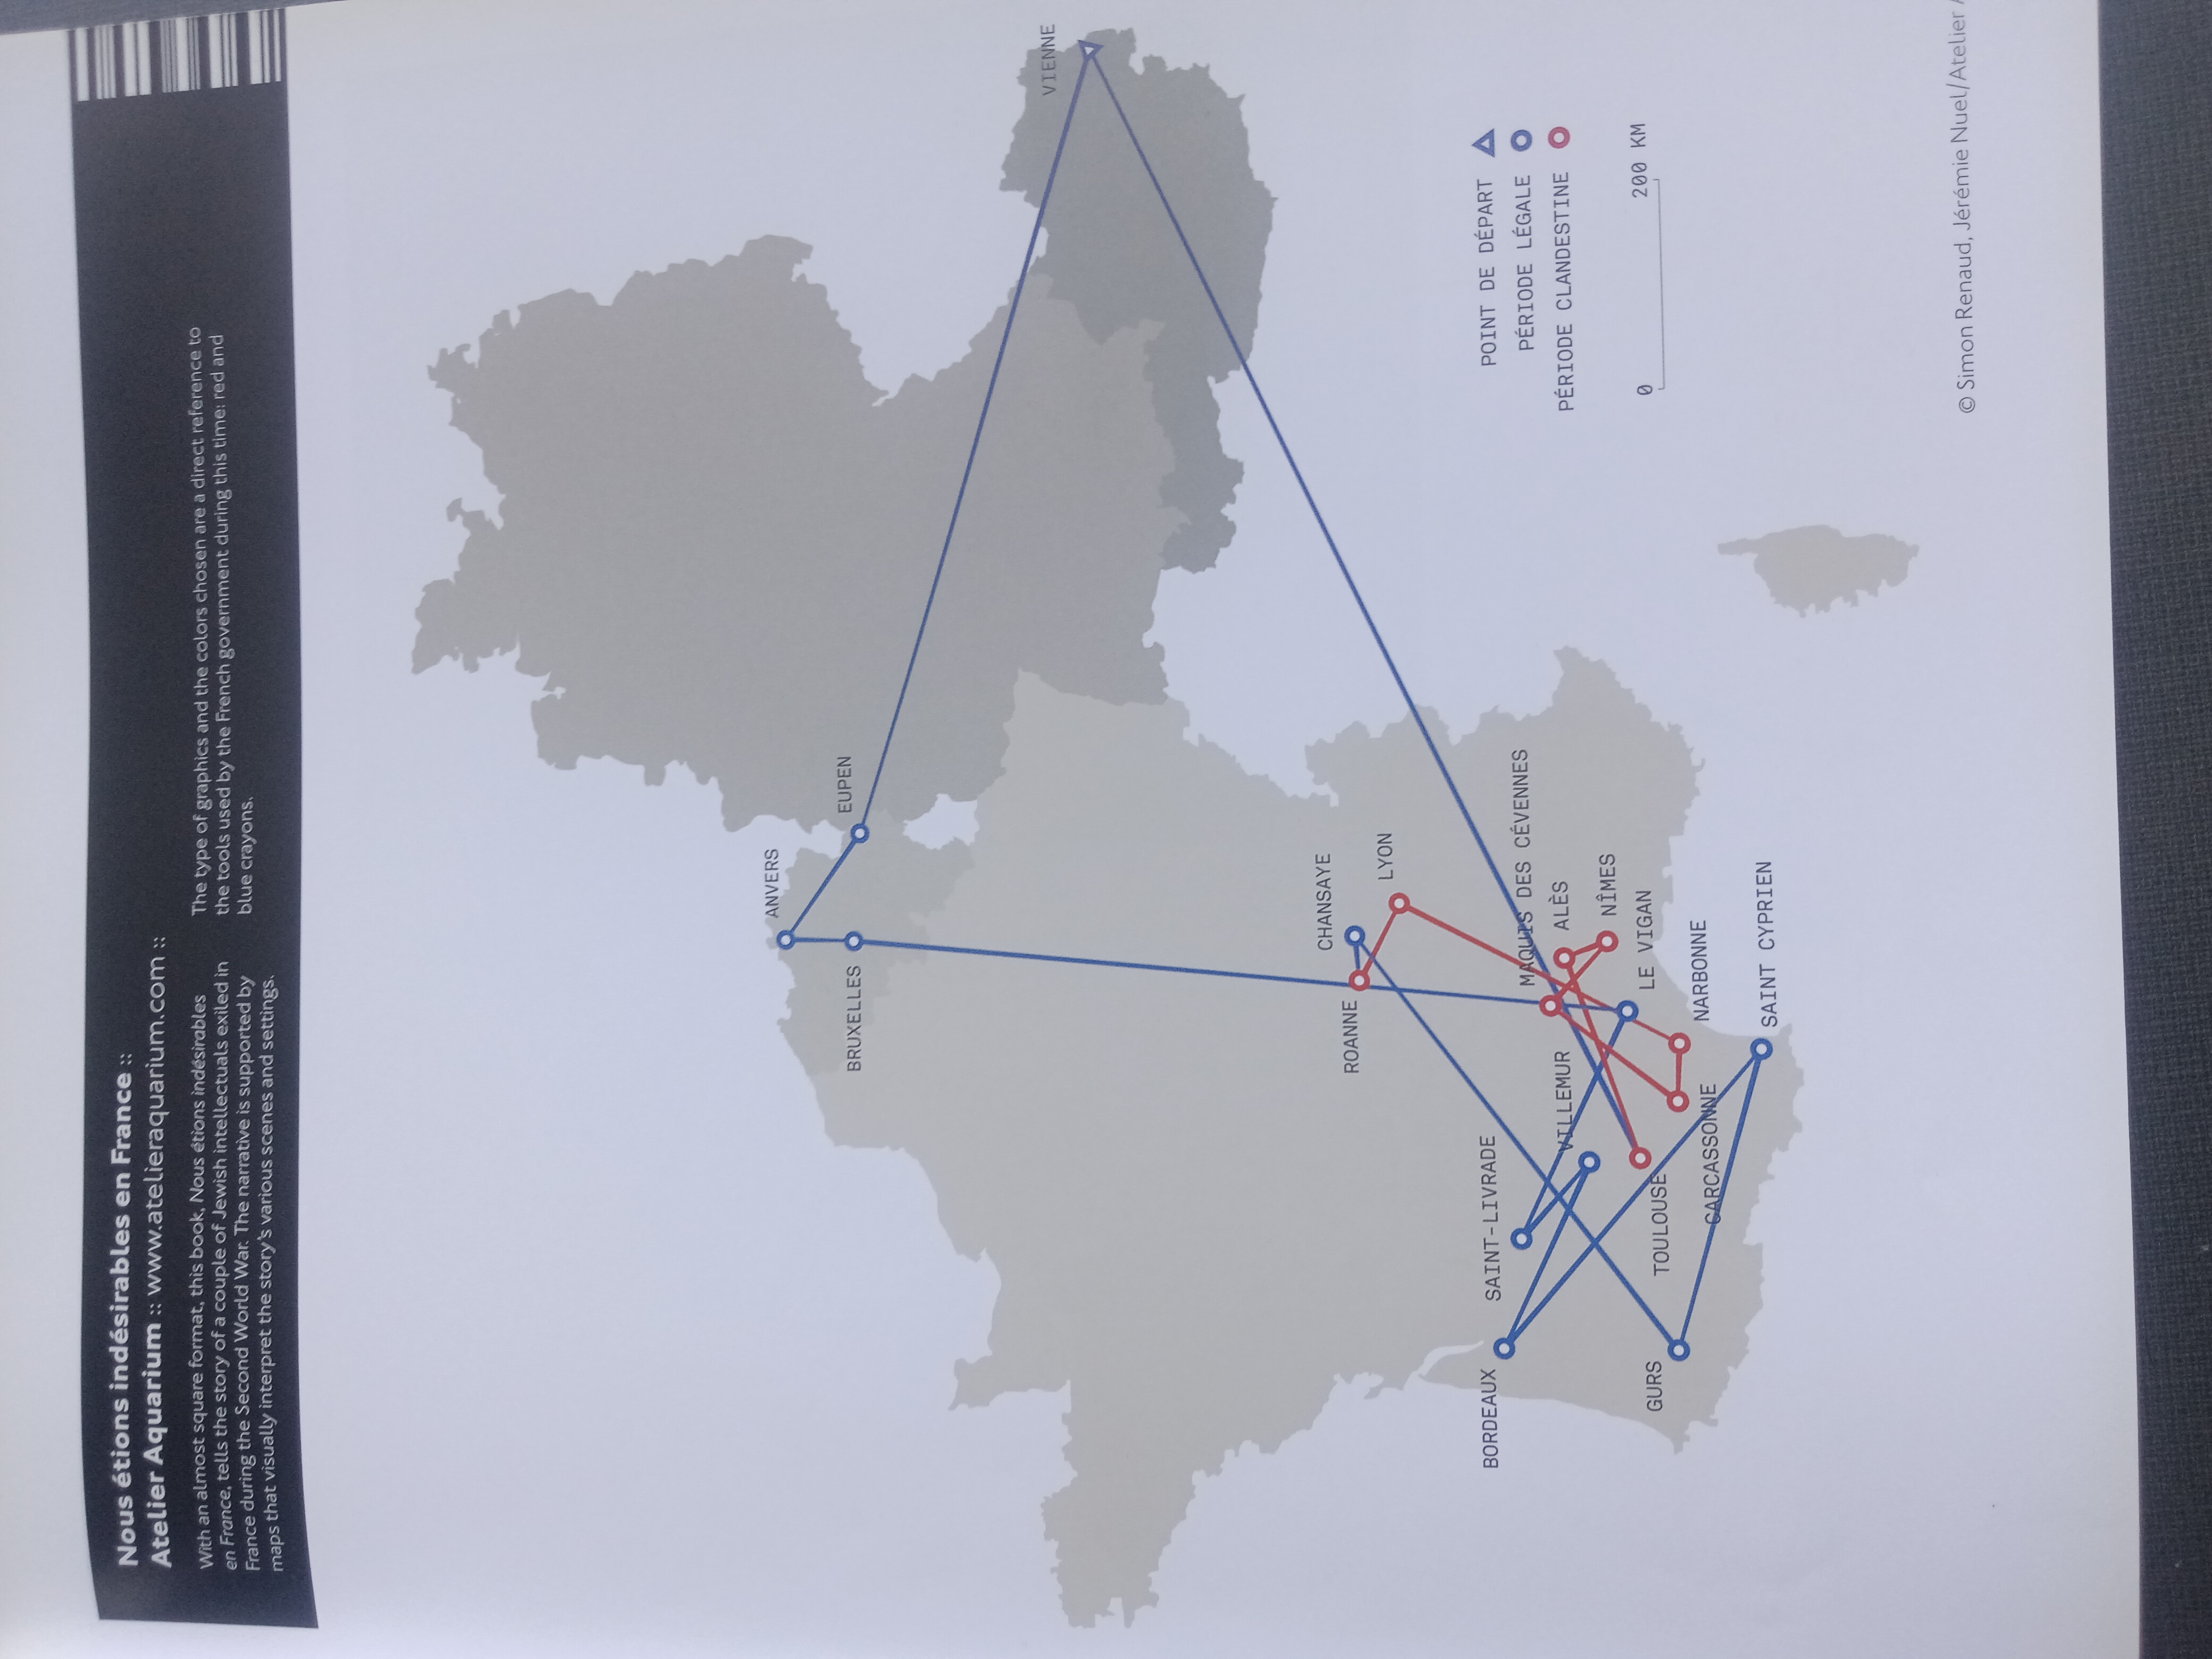 Nous étions indésirables en France ::
Atelier Aquarium :: www.atelieraquarium.com ::
With an almost square format, this book, Nous étions indésirables
en France, tells the story of a couple of Jewish intellectuals exiled in
France during the Second World War. The narrative is supported by
maps that visually interpret the story's various scenes and settings.
The type of graphics and the colors chosen are a direct reference to
the tools used by the French government during this time: red and
blue crayons.
ANVERS
BRUXELLES
EUPEN
VIENNE
CHANSAYE
ROANNE
LYON
BORDEAUX
SAINT-LIVRADE
MAQUIS DES CÉVENNES
VILLEMUR
ALÈS
NÎMES
LE VIGAN
GURS
TOULOUSE
CARCASSONNE
NARBONNE
SAINT CYPRIEN
POINT DE DÉPART
PÉRIODE LÉGALE
PÉRIODE CLANDESTINE
0
200 KM
© Simon Renaud, Jérémie Nuel/Atelier